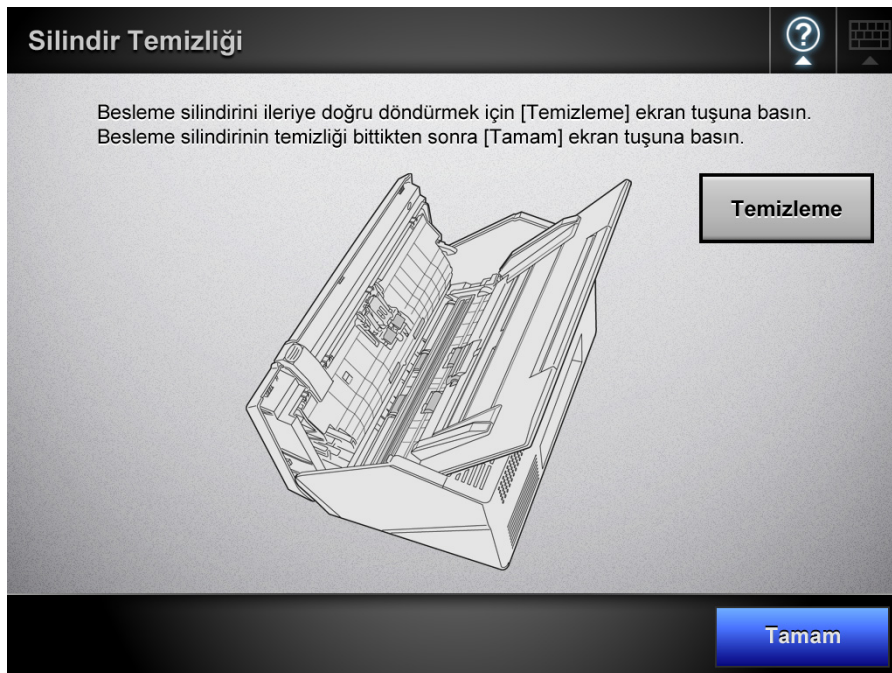 Silindir Temizliği
?
Besleme silindirini ileriye doğru döndürmek için [Temizleme] ekran tuşuna basın.
Besleme silindirinin temizliği bittikten sonra [Tamam] ekran tuşuna basın.
Temizleme
Tamam